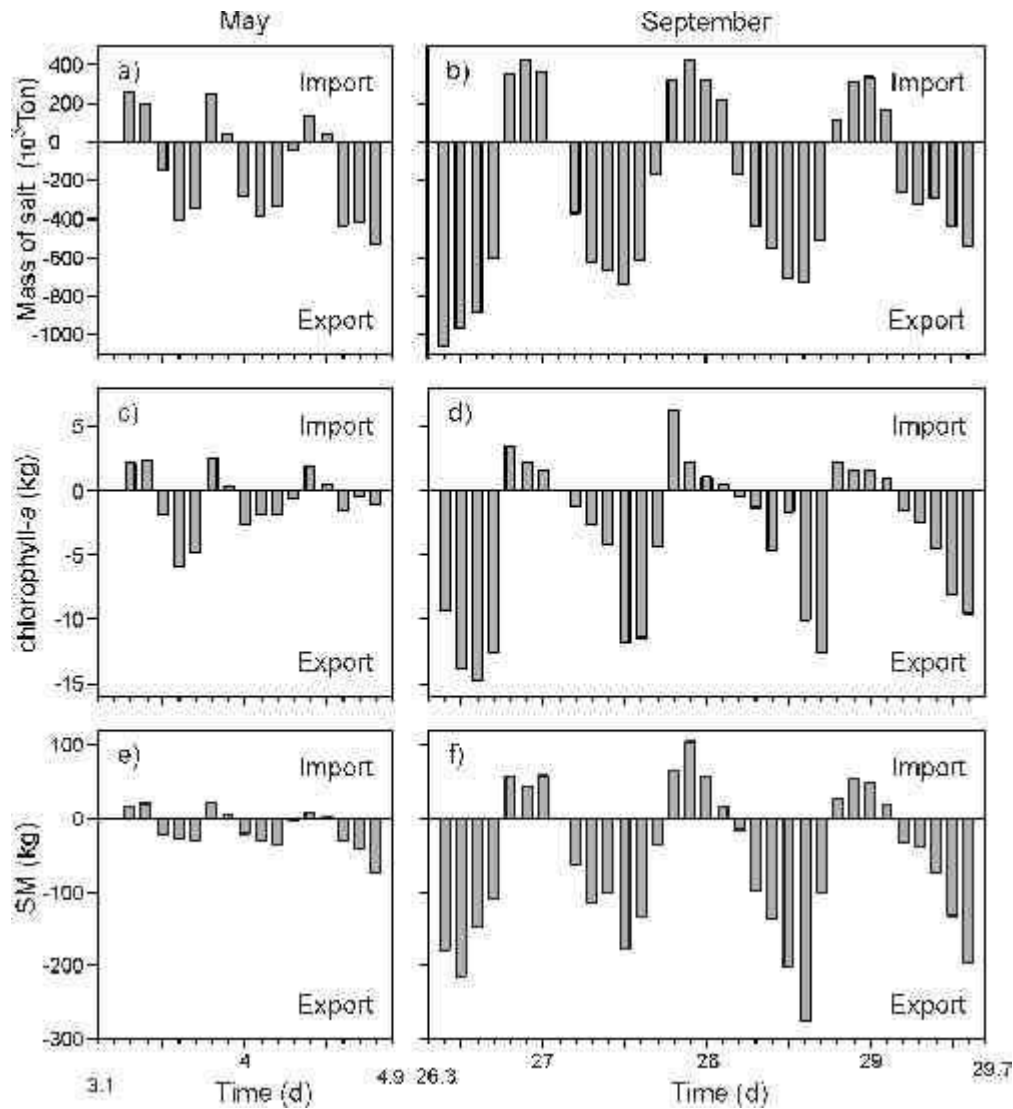 May September
a) Import
b) Import
400
200
0
-200
-400
-600
-800
-1000
Mass of salt (10³Ton)
Export
Export
c) Import
d) Import
5
0
-5
-10
-15
chlorophyll-a (kg)
Export
Export
e) Import
f) Import
100
0
-100
-200
-300
SM (kg)
Export
Export
3.1 4 4.9 26.3 27 28 29 29.7
Time (d) Time (d)